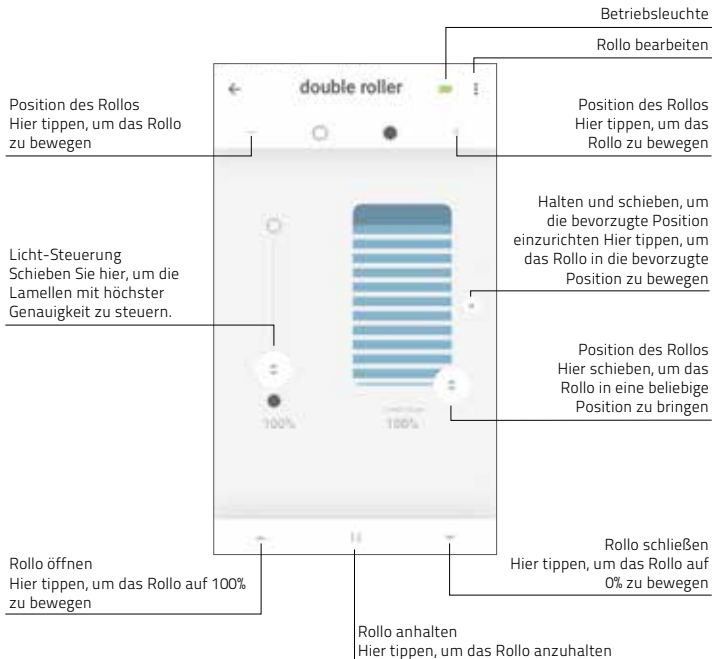 Betriebsleuchte
Rollo bearbeiten
double roller
Position des Rollos
Hier tippen, um das Rollo
zu bewegen
Position des Rollos
Hier tippen, um das
Rollo zu bewegen
Halten und schieben, um
die bevorzugte Position
einzurichten Hier tippen, um
das Rollo in die bevorzugte
Position zu bewegen
Licht-Steuerung
Schieben Sie hier, um die
Lamellen mit höchster
Genauigkeit zu steuern.
Position des Rollos
Hier schieben, um das
Rollo in eine beliebige
Position zu bringen
100%
100%
Rollo öffnen
Hier tippen, um das Rollo auf 100%
zu bewegen
Rollo schließen
Hier tippen, um das Rollo auf
0% zu bewegen
Rollo anhalten
Hier tippen, um das Rollo anzuhalten